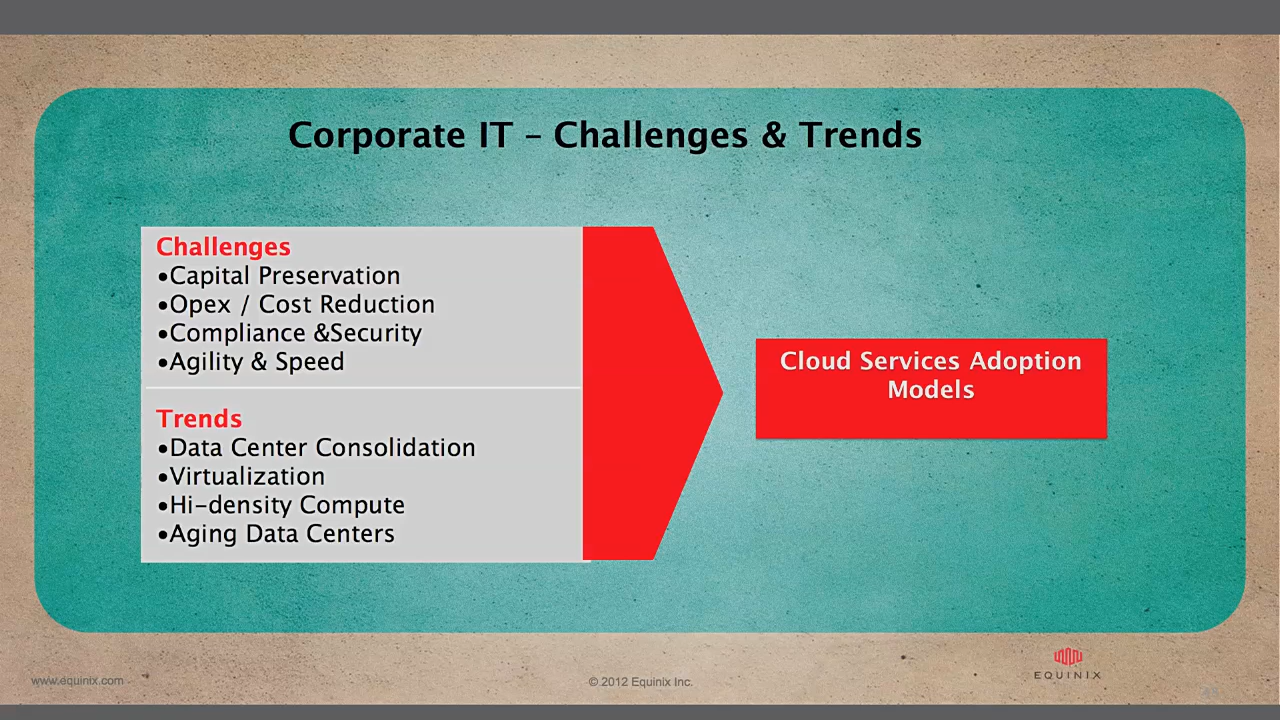 Corporate IT – Challenges & Trends
Challenges
•Capital Preservation
•Opex / Cost Reduction
•Compliance &Security
•Agility & Speed
Trends
•Data Center Consolidation
•Virtualization
•Hi-density Compute
•Aging Data Centers
Cloud Services Adoption
Models
www.equinix.com
© 2012 Equinix Inc.
EQUINIX